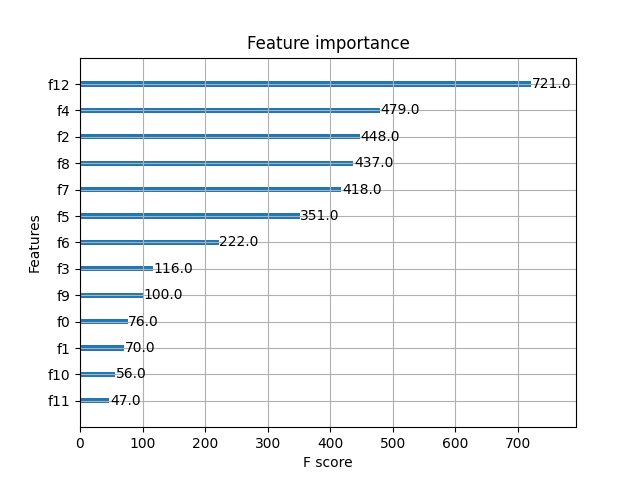 Feature importance
f12 721.0
f4 479.0
f2 448.0
f8 437.0
f7 418.0
f5 351.0
f6 222.0
f3 116.0
f9 100.0
f0 76.0
f1 70.0
f10 56.0
f11 47.0
Features
0 100 200 300 400 500 600 700
F score